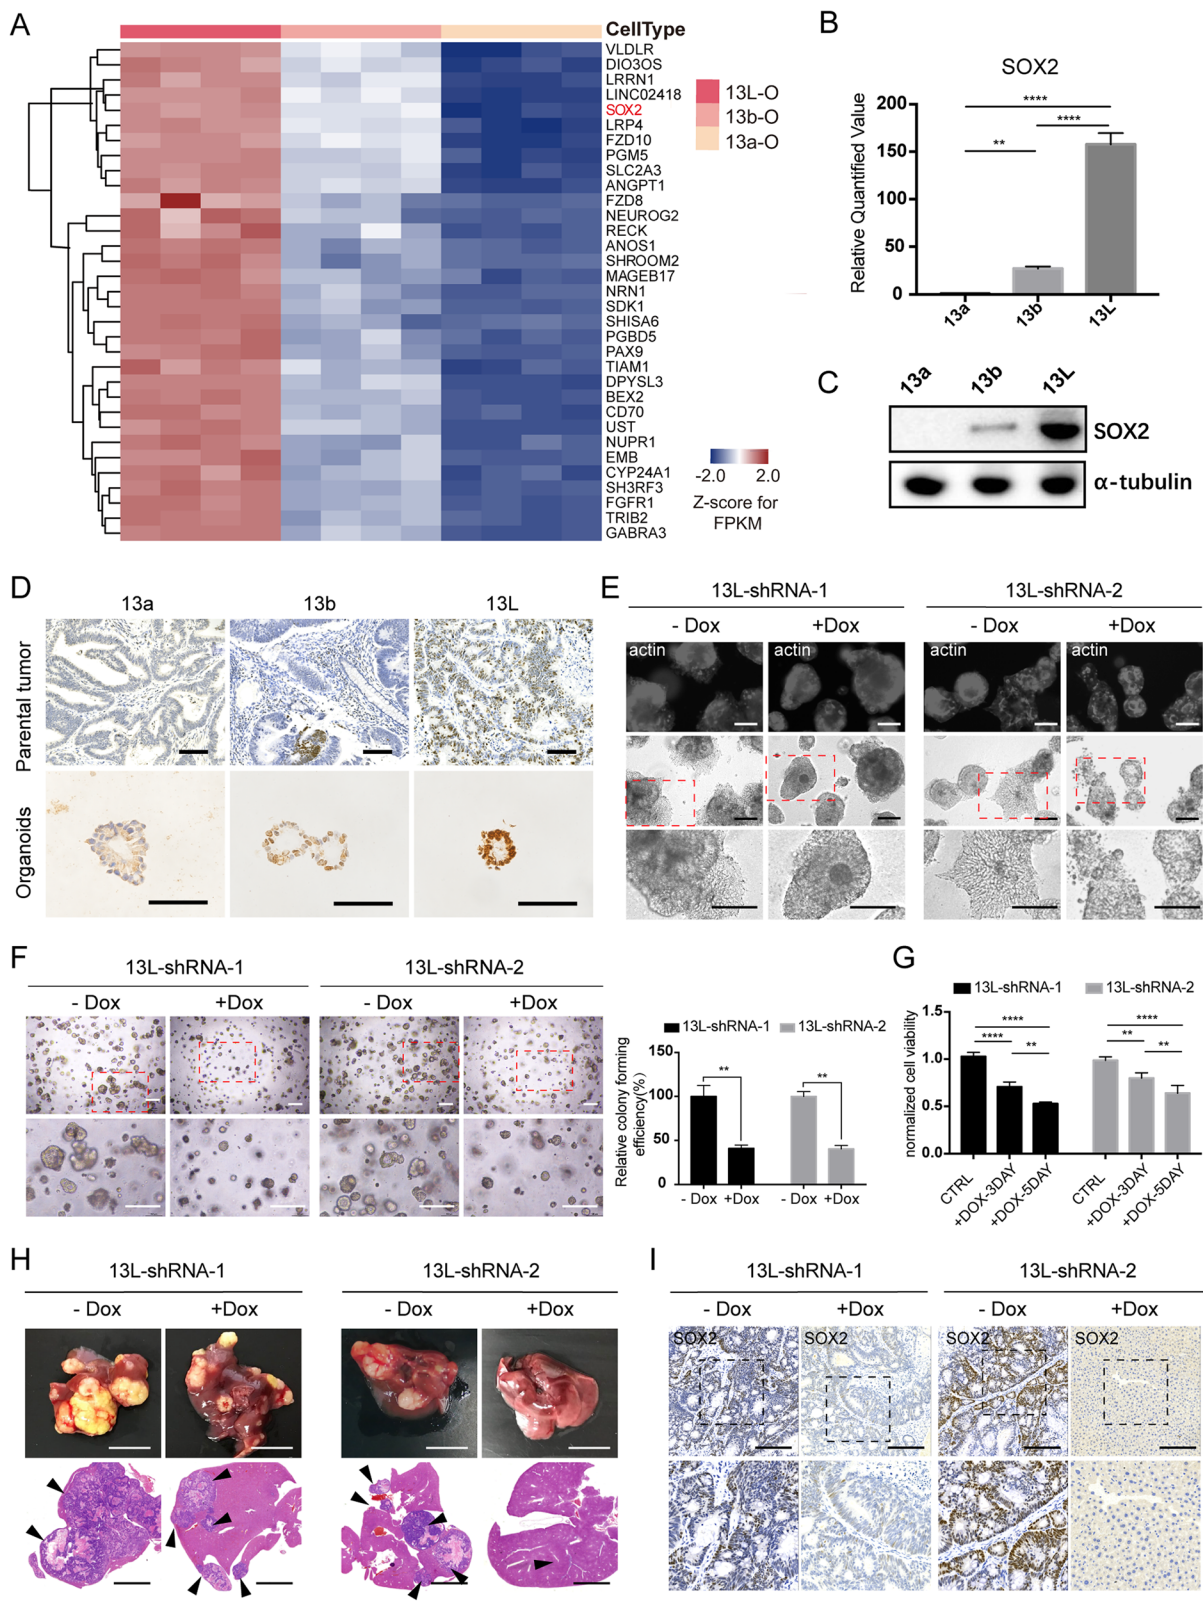 A
CellType
VLDLR
DIO3OS
LRRN1
LINC02418
SOX2
LRP4
FZD10
PGM5
SLC2A3
ANGPT1
FZD8
NEUROG2
RECK
ANOS1
SHROOM2
MAGEB17
NRN1
SDK1
SHISA6
PGBD5
PAX9
TIAM1
DPYSL3
BEX2
CD70
UST
NUPR1
EMB
CYP24A1
SH3RF3
FGFR1
TRIB2
GABRA3
13L-O
13b-O
13a-O
-2.0 2.0
Z-score for
FPKM
B
SOX2
Relative Quantified Value
200
150
100
50
0
**** 
****
**
13a 13b 13L
C
13a 13b 13L
SOX2
α-tubulin
D
13a 13b 13L
Parental tumor
Organoids
E
13L-shRNA-1 13L-shRNA-2
- Dox +Dox - Dox +Dox
actin actin actin actin
F
13L-shRNA-1 13L-shRNA-2
- Dox +Dox - Dox +Dox
13L-shRNA-1 13L-shRNA-2
Relative colony forming
efficiency(%)
150
100
50
0
** **
- Dox +Dox - Dox +Dox
G
13L-shRNA-1 13L-shRNA-2
normalized cell viability
1.5
1.0
0.5
0.0
**** ****
**** ** ** **
CTRL +DOX-3DAY +DOX-5DAY CTRL +DOX-3DAY +DOX-5DAY
H
13L-shRNA-1 13L-shRNA-2
- Dox +Dox - Dox +Dox
I
13L-shRNA-1 13L-shRNA-2
- Dox +Dox - Dox +Dox
SOX2 SOX2 SOX2 SOX2